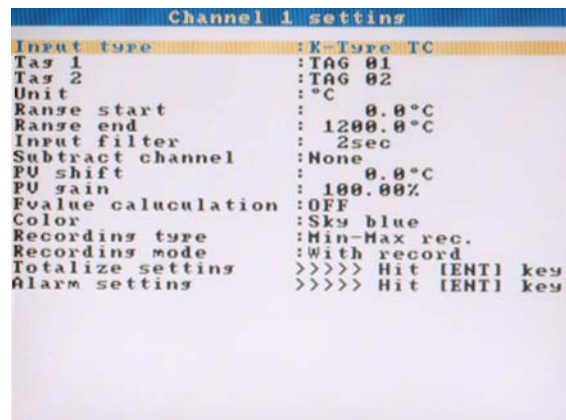 Channel 1 setting
Input type :K-Type TC
Tag 1 :TAG 01
Tag 2 :TAG 02
Unit :°C
Range start : 0.0°C
Range end : 1200.0°C
Input filter : 2sec
Subtract channel :None
PV shift : 0.0°C
PV gain : 100.00%
Fvalue caluculation :OFF
Color :Sky blue
Recording type :Min-Max rec.
Recording mode :With record
Totalize setting >>>>> Hit [ENT] key
Alarm setting >>>>> Hit [ENT] key